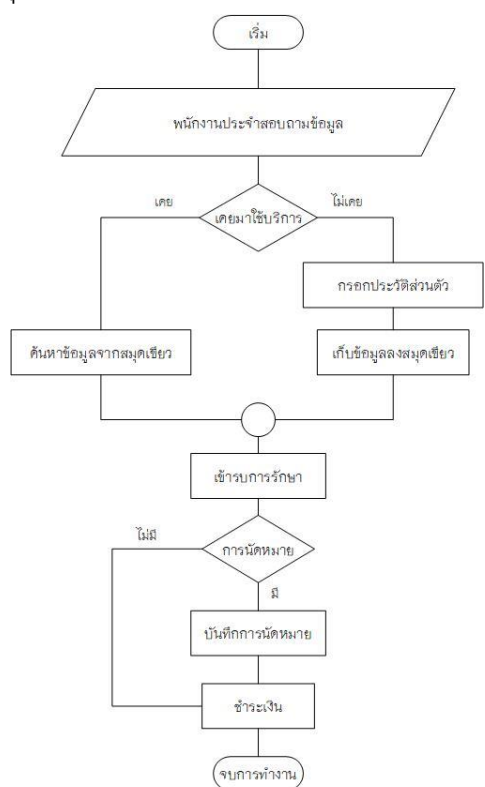 เริ่ม
พนักงานประจำสอบถามข้อมูล
เคย
ไม่เคย
เคยมาใช้บริการ
กรอกประวัติส่วนตัว
ค้นหาข้อมูลจากสมุดเขียว
เก็บข้อมูลลงสมุดเขียว
เข้ารบการรักษา
ไม่มี
การนัดหมาย
มี
บันทึกการนัดหมาย
ชำระเงิน
จบการทำงาน